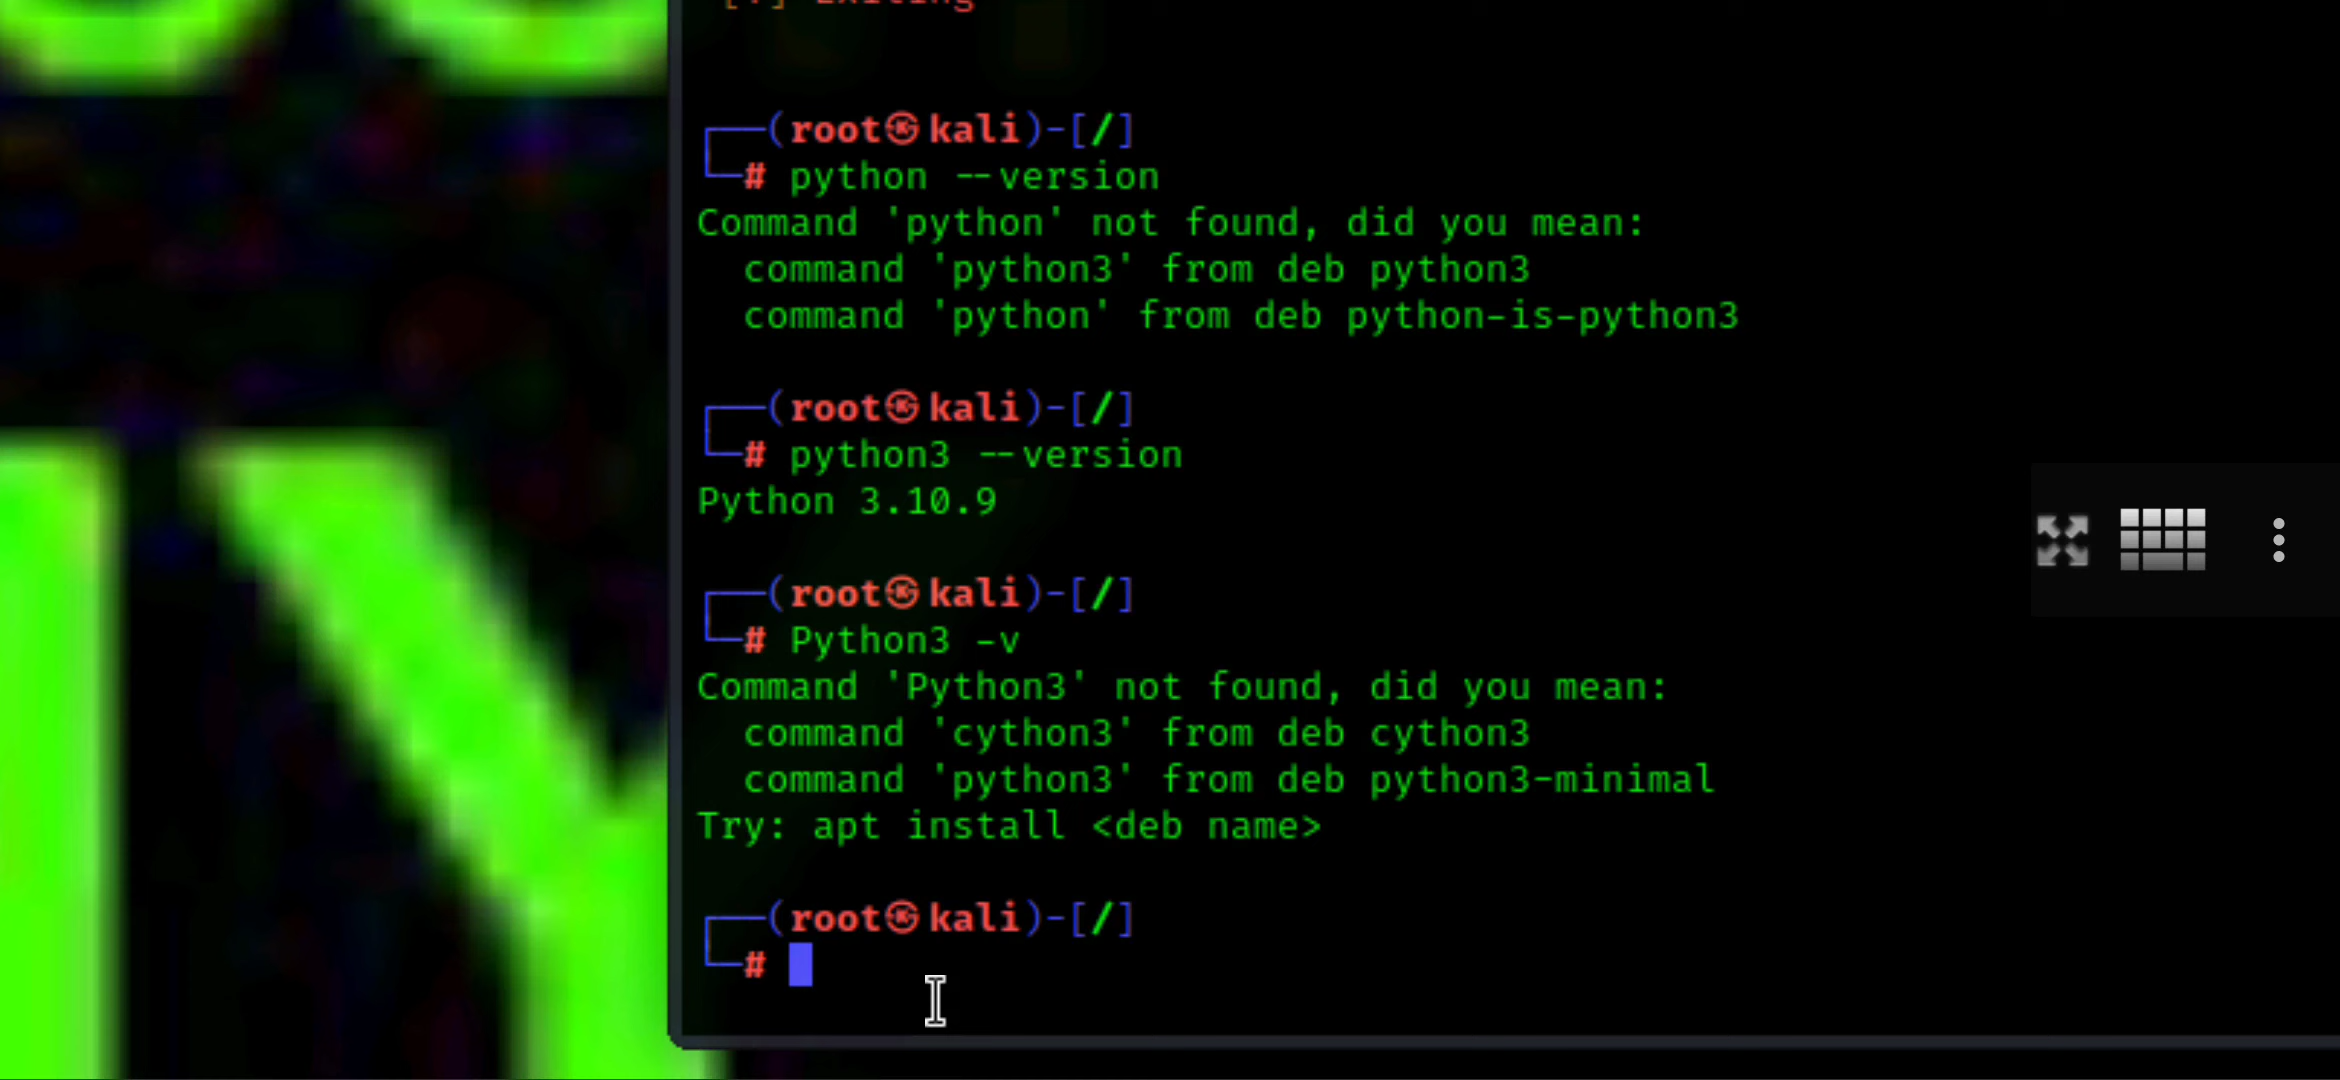 [!] Exiting
┌──(root㉿kali)-[/]
└─# python --version
Command 'python' not found, did you mean:
  command 'python3' from deb python3
  command 'python' from deb python-is-python3
┌──(root㉿kali)-[/]
└─# python3 --version
Python 3.10.9
┌──(root㉿kali)-[/]
└─# Python3 -v
Command 'Python3' not found, did you mean:
  command 'cython3' from deb cython3
  command 'python3' from deb python3-minimal
Try: apt install <deb name>
┌──(root㉿kali)-[/]
└─#